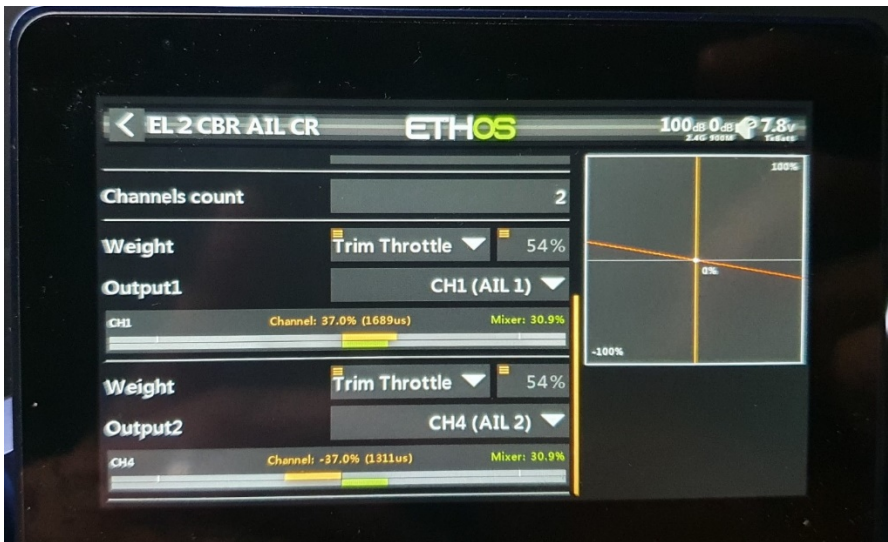 EL 2 CBR AIL CR
ETHOS
100dB 0dB 7.8v
2.4G 900M
Channels count 2
100%
Weight Trim Throttle 54%
Output1 CH1 (AIL 1)
0%
CH1 Channel: 37.0% (1689us) Mixer: 30.9%
-100%
Weight Trim Throttle 54%
Output2 CH4 (AIL 2)
CH4 Channel: -37.0% (1311us) Mixer: 30.9%